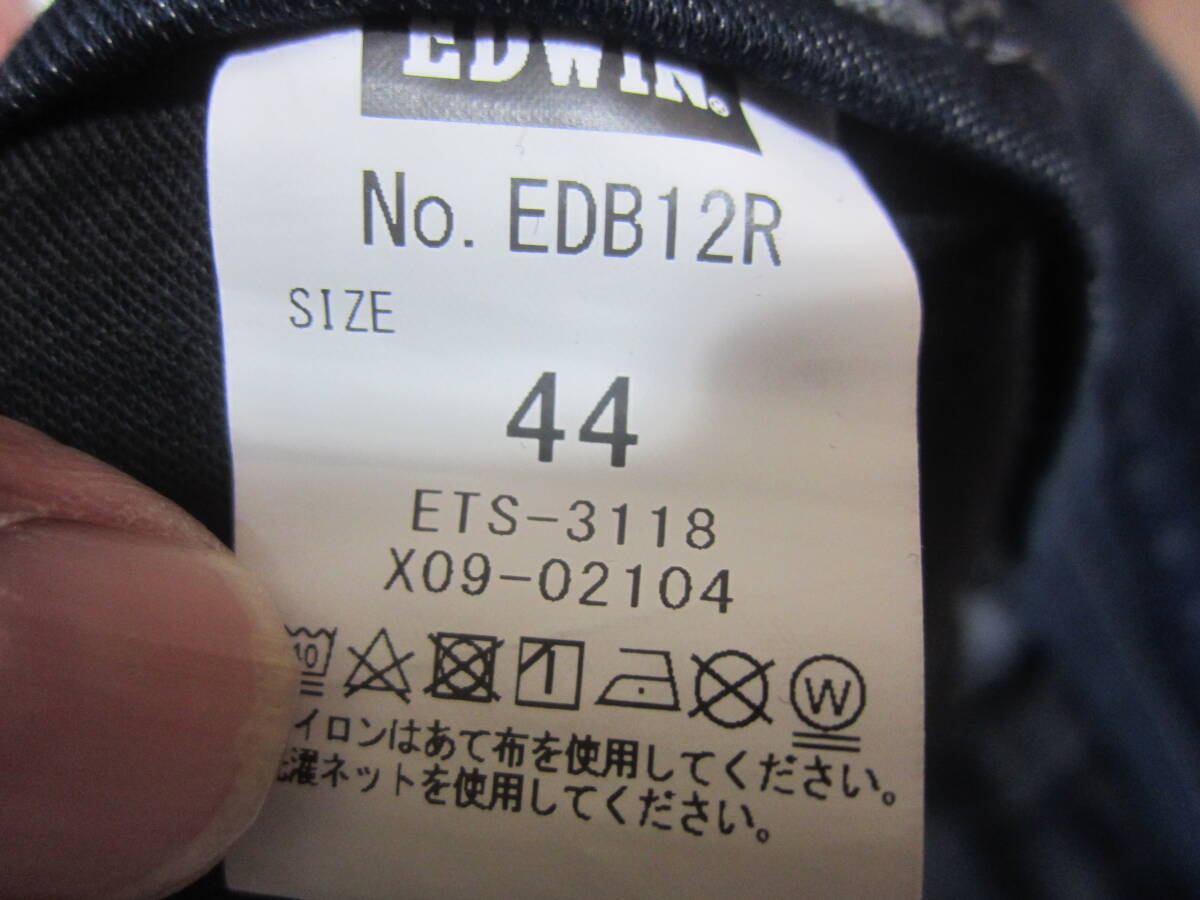 EDWIN®
No. EDB12R
SIZE
44
ETS-3118
X09-02104
40
W
イロンはあて布を使用してください。
濯ネットを使用してください。